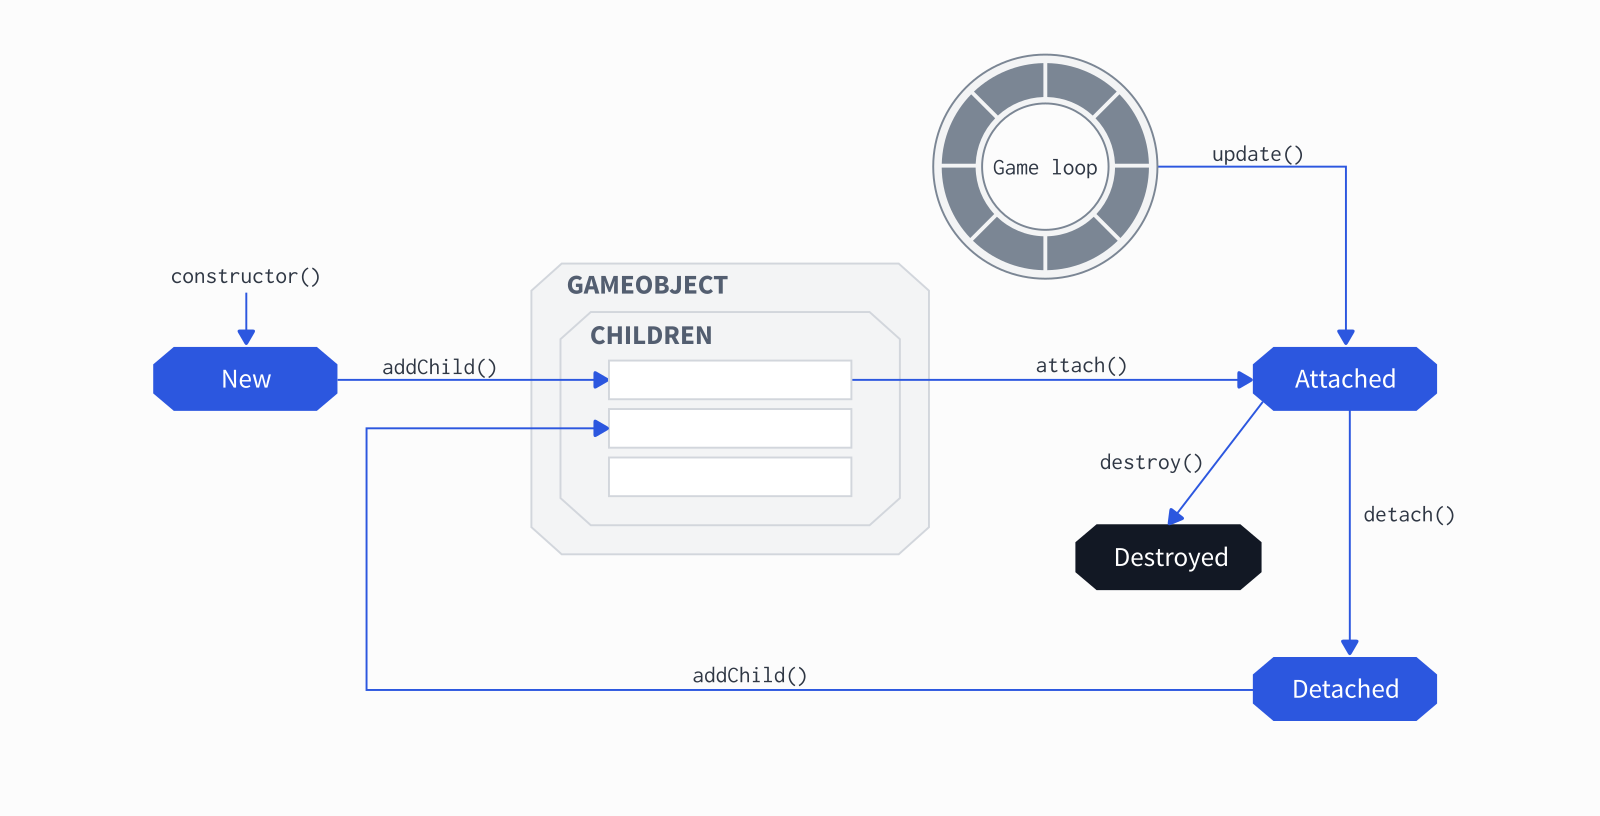 Game loop
update()
constructor()
GAMEOBJECT
CHILDREN
New
addChild()
attach()
Attached
destroy()
detach()
Destroyed
addChild()
Detached